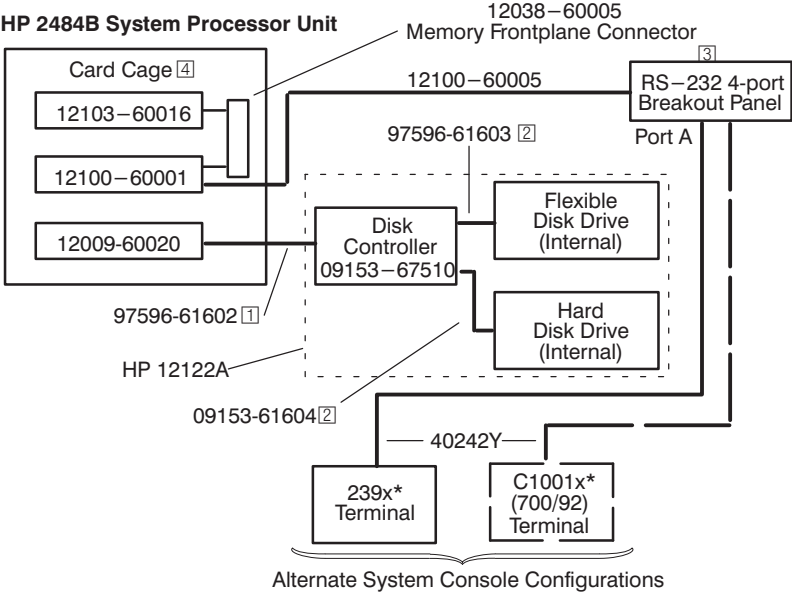 HP 2484B System Processor Unit
12038−60005
Memory Frontplane Connector
Card Cage 4
12103−60016
12100−60001
12009-60020
12100−60005
3
RS−232 4-port
Breakout Panel
Port A
97596-61603 2
Flexible
Disk Drive
(Internal)
Disk
Controller
09153−67510
Hard
Disk Drive
(Internal)
97596-61602 1
HP 12122A
09153-61604 2
40242Y
239x*
Terminal
C1001x*
(700/92)
Terminal
Alternate System Console Configurations